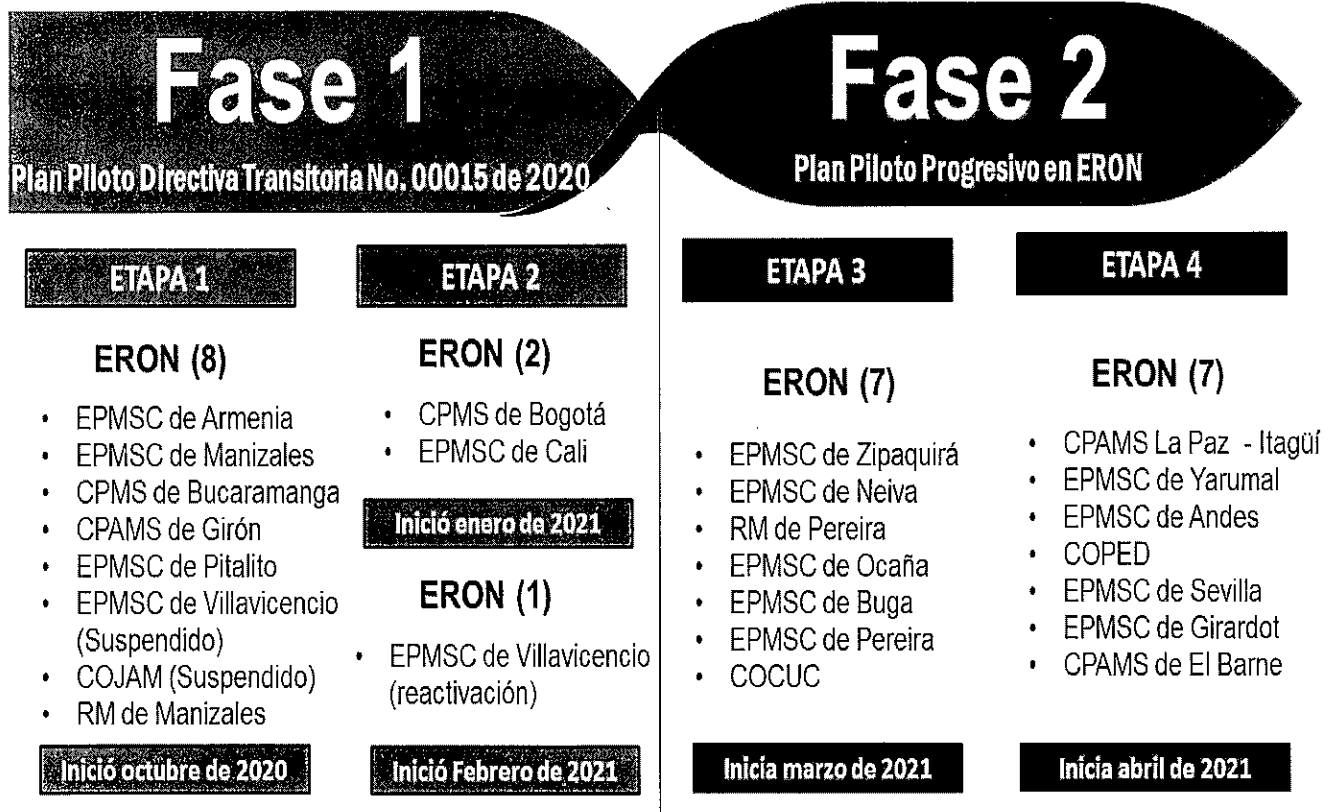 Fase 1
Plan Piloto Directiva Transitoria No. 00015 de 2020
Fase 2
Plan Piloto Progresivo en ERON
ETAPA 1
ERON (8)
• EPMSC de Armenia
• EPMSC de Manizales
• CPMS de Bucaramanga
• CPAMS de Girón
• EPMSC de Pitalito
• EPMSC de Villavicencio
(Suspendido)
• COJAM (Suspendido)
• RM de Manizales
Inició octubre de 2020
ETAPA 2
ERON (2)
• CPMS de Bogotá
• EPMSC de Cali
Inició enero de 2021
ERON (1)
• EPMSC de Villavicencio
(reactivación)
Inició Febrero de 2021
ETAPA 3
ERON (7)
• EPMSC de Zipaquirá
• EPMSC de Neiva
• RM de Pereira
• EPMSC de Ocaña
• EPMSC de Buga
• EPMSC de Pereira
• COCUC
Inicia marzo de 2021
ETAPA 4
ERON (7)
• CPAMS La Paz - Itagüí
• EPMSC de Yarumal
• EPMSC de Andes
• COPED
• EPMSC de Sevilla
• EPMSC de Girardot
• CPAMS de El Barne
Inicia abril de 2021